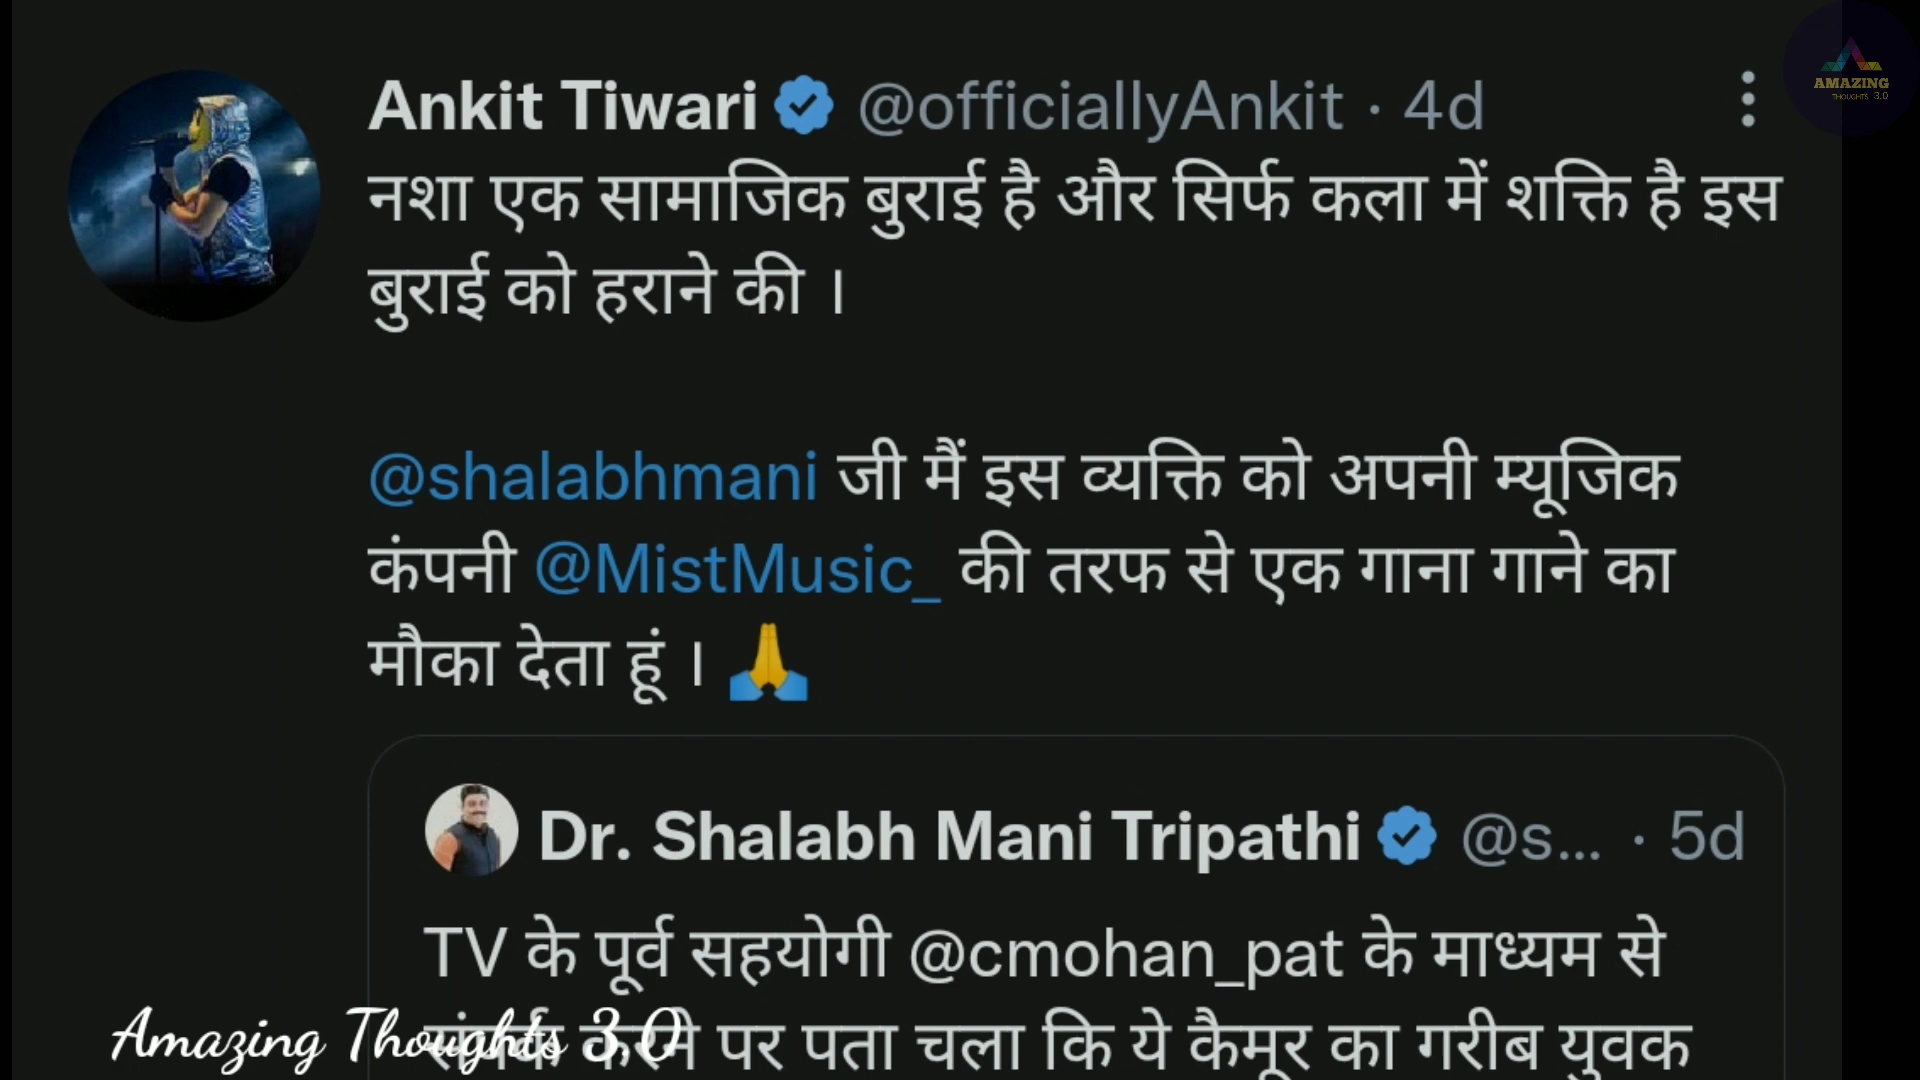 Ankit Tiwari @officiallyAnkit · 4d
AMAZING
THOUGHTS 3.0
नशा एक सामाजिक बुराई है और सिर्फ कला में शक्ति है इस
बुराई को हराने की ।
@shalabhmani जी मैं इस व्यक्ति को अपनी म्यूजिक
कंपनी @MistMusic_ की तरफ से एक गाना गाने का
मौका देता हूं । 🙏
Dr. Shalabh Mani Tripathi @s... · 5d
TV के पूर्व सहयोगी @cmohan_pat के माध्यम से
संपर्क करने पर पता चला कि ये कैमूर का गरीब युवक
Amazing Thoughts 3.0